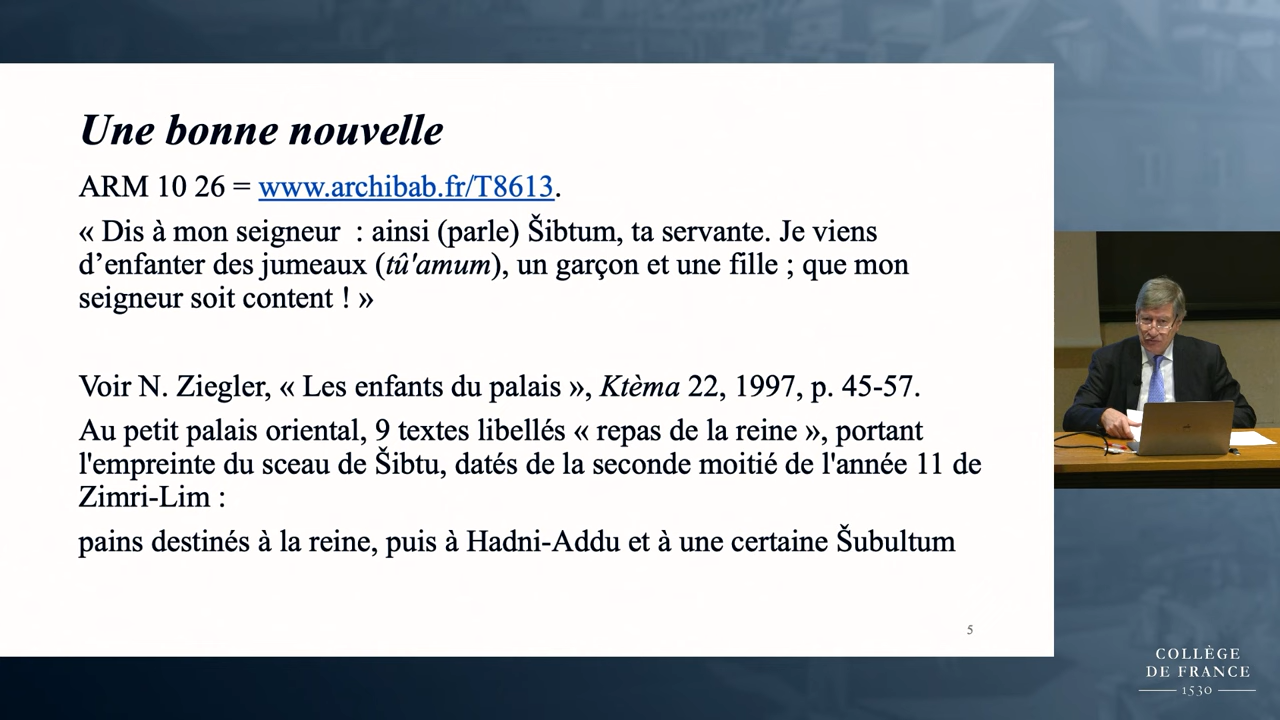 Une bonne nouvelle
ARM 10 26 = www.archibab.fr/T8613.
« Dis à mon seigneur : ainsi (parle) Šibtum, ta servante. Je viens
d’enfanter des jumeaux (tû'amum), un garçon et une fille ; que mon
seigneur soit content ! »
Voir N. Ziegler, « Les enfants du palais », Ktèma 22, 1997, p. 45-57.
Au petit palais oriental, 9 textes libellés « repas de la reine », portant
l'empreinte du sceau de Šibtu, datés de la seconde moitié de l'année 11 de
Zimri-Lim :
pains destinés à la reine, puis à Hadni-Addu et à une certaine Šubultum
5
COLLÈGE
DE FRANCE
1530